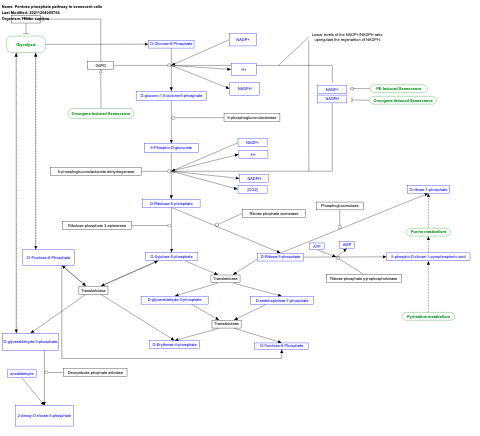 Name: Pentose phosphate pathway in senescent cells
Last Modified: 20211204000756
Organism: Homo sapiens
Glycolysis
D-Glucose-6-Phosphate
NADP+
Lower levels of the NADP/NADPH ratio
upregulate the regeneration of NADPH
G6PD
H+
NADPH
NADP+
NADPH
PE-Induced Senescence
Oncogene Induced Senescence
D-glucono-1,5-lactone-6-phosphate
Oncogene Induced Senescence
6-phosphogluconolactonase
6-Phospho-D-gluconate
NADP+
H+
6-phosphogluconolactonate dehydrogenase
NADPH
[CO2]
D-ribose-1-phosphate
D-Ribulose-5-phosphate
Phosphoglucomutase
Ribose phosphate isomerase
Ribulose phosphate 3-epimerase
Purine metabolism
ATP
AMP
D-Fructose-6-Phosphate
D-Xylulose-5-phosphate
D-Ribose-5-phosphate
5-phospho-D-ribose-1-pyrophosphoric acid
Transketolase
Ribose phosphate pyrophosphokinase
Transketolase
D-glyceraldehyde-3-phosphate
D-sedoheptulose-7-phosphate
Pyrimidine metabolism
Transaldolase
D-glyceraldehyde-3-phosphate
D-Erythrose-4-phosphate
D-Fructose-6-Phosphate
acetaldehyde
Deoxyribose-phosphate aldolase
2-deoxy-D-ribose-5-phosphate